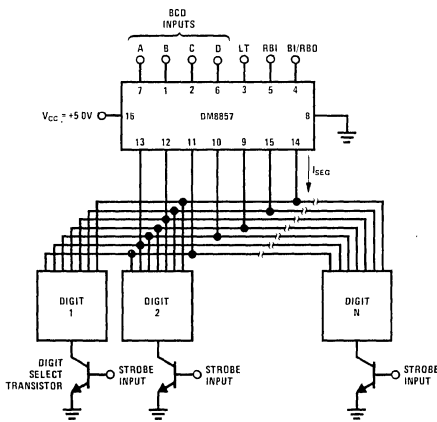 BCD
INPUTS
A B C D LT RBI BI/RBO
7 1 2 6 3 5 4
VCC = +5 0V 16 DM8857 8
13 12 11 10 9 15 14
ISEG
DIGIT
1
DIGIT
2
DIGIT
N
DIGIT
SELECT
TRANSISTOR
STROBE
INPUT
STROBE
INPUT
STROBE
INPUT